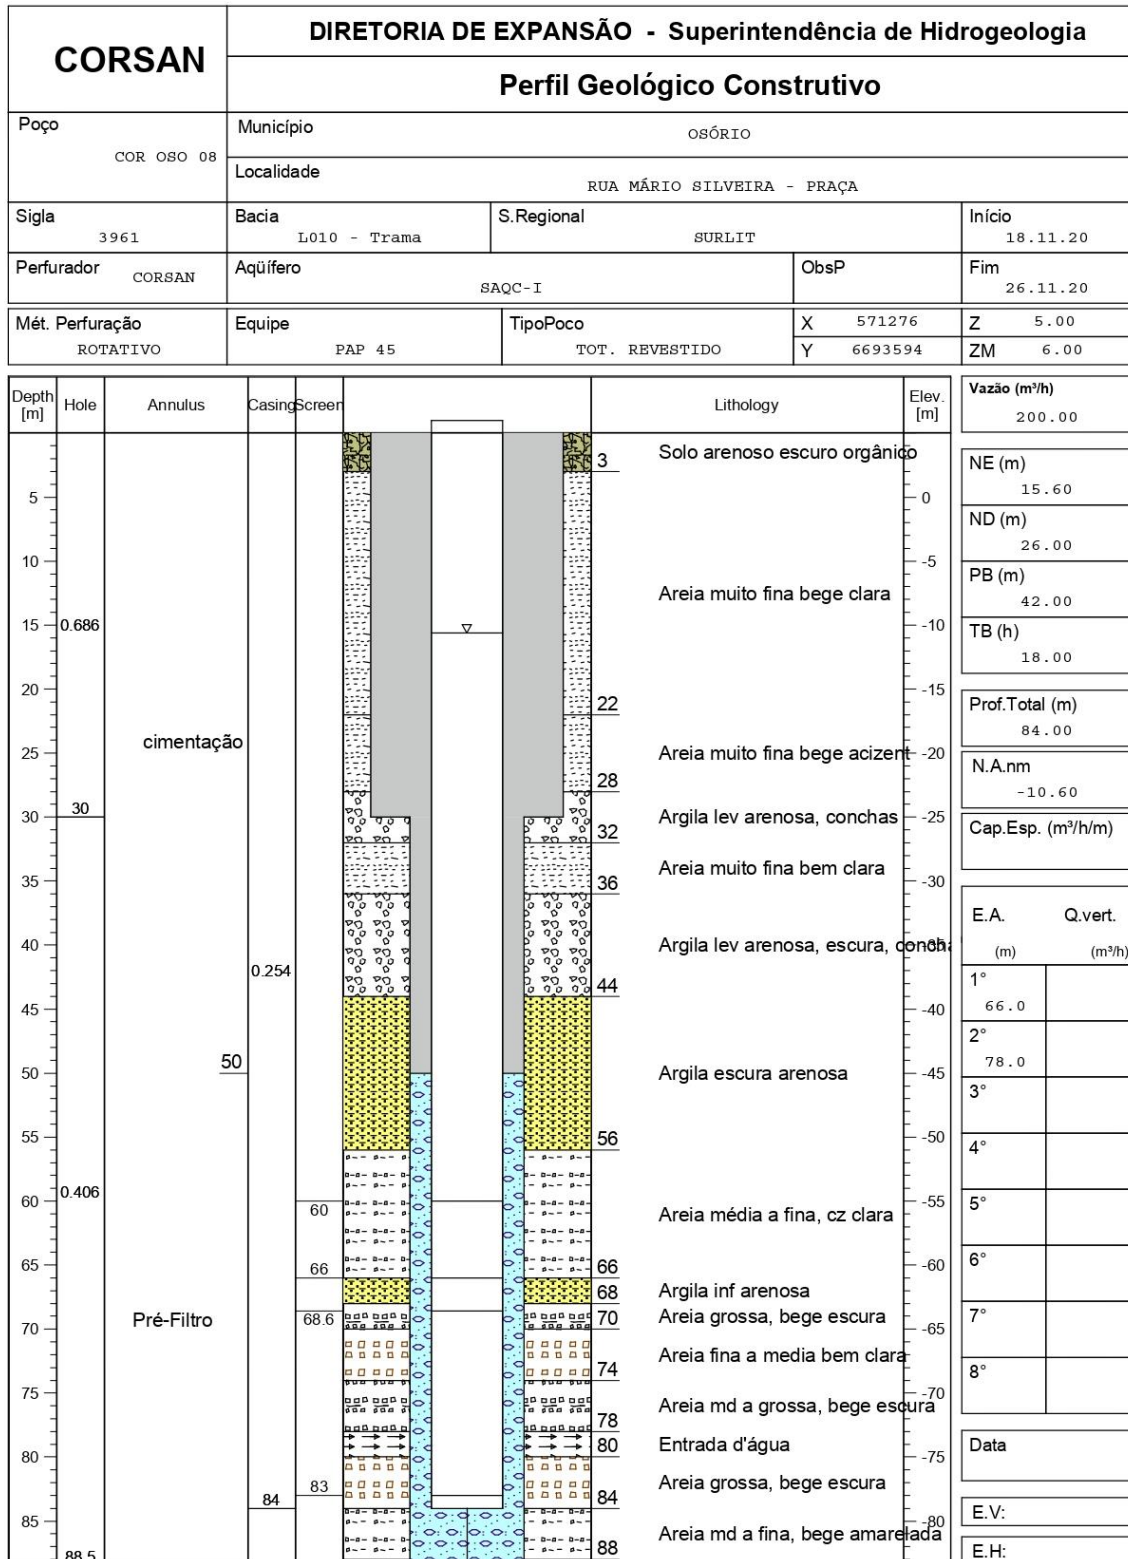 CORSAN
DIRETORIA DE EXPANSÃO - Superintendência de Hidrogeologia
Perfil Geológico Construtivo
Poço
COR OSO 08
Município
OSÓRIO
Localidade
RUA MÁRIO SILVEIRA - PRAÇA
Sigla
3961
Bacia
L010 - Trama
S.Regional
SURLIT
Início
18.11.20
Perfurador CORSAN
Aqüífero
SAQC-I
ObsP
Fim
26.11.20
Mét. Perfuração
ROTATIVO
Equipe
PAP 45
TipoPoco
TOT. REVESTIDO
X 571276
Z 5.00
Y 6693594
ZM 6.00
Depth [m] Hole Annulus Casing Screen Lithology Elev. [m]
3 Solo arenoso escuro orgânico
5 0
10 -5
Areia muito fina bege clara
15 0.686 -10
20 -15
22
cimentação
25 Areia muito fina bege acizent -20
28
30
30 Argila lev arenosa, conchas -25
32
Areia muito fina bem clara
35 36 -30
40 Argila lev arenosa, escura, concha -35
0.254
44
45 -40
50
50 Argila escura arenosa -45
55 56 -50
0.406
60 60 Areia média a fina, cz clara -55
65 66 66 -60
68 Argila inf arenosa
Pré-Filtro 68.6 70 Areia grossa, bege escura
70 -65
74 Areia fina a media bem clara
75 -70
78 Areia md a grossa, bege escura
80 Entrada d'água
80 -75
83 Areia grossa, bege escura
84 84
85 -80
88 Areia md a fina, bege amarelada
88.5
Vazão (m³/h)
200.00
NE (m)
15.60
ND (m)
26.00
PB (m)
42.00
TB (h)
18.00
Prof.Total (m)
84.00
N.A.nm
-10.60
Cap.Esp. (m³/h/m)
E.A. Q.vert.
(m) (m³/h)
1°
66.0
2°
78.0
3°
4°
5°
6°
7°
8°
Data
E.V:
E.H: